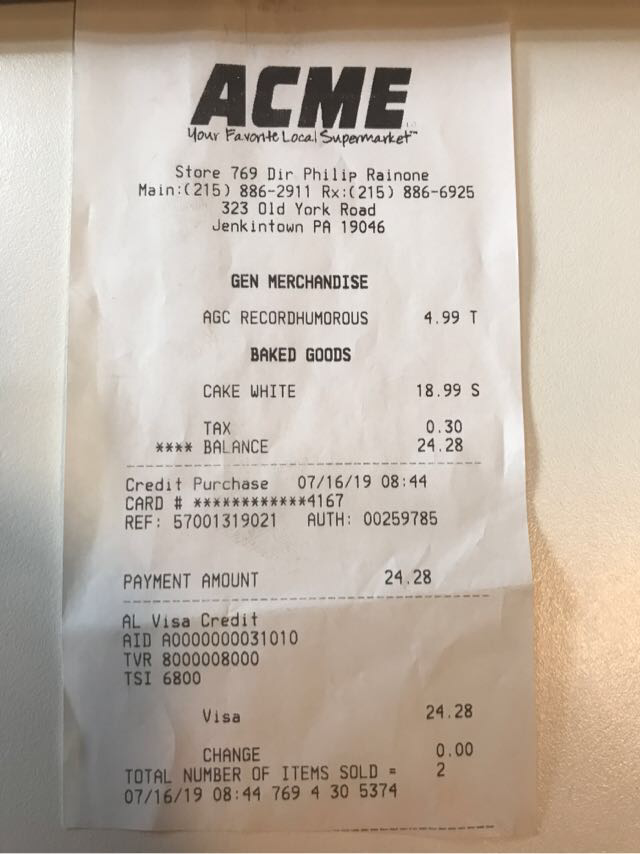 ACME
Your Favorite Local Supermarket™
Store 769 Dir Philip Rainone
Main:(215) 886-2911 Rx:(215) 886-6925
323 Old York Road
Jenkintown PA 19046
GEN MERCHANDISE
AGC RECORDHUMOROUS 4.99 T
BAKED GOODS
CAKE WHITE 18.99 S
TAX 0.30
**** BALANCE 24.28
Credit Purchase 07/16/19 08:44
CARD # ************4167
REF: 57001319021 AUTH: 00259785
PAYMENT AMOUNT 24.28
AL Visa Credit
AID A0000000031010
TVR 8000008000
TSI 6800
Visa 24.28
CHANGE 0.00
TOTAL NUMBER OF ITEMS SOLD = 2
07/16/19 08:44 769 4 30 5374